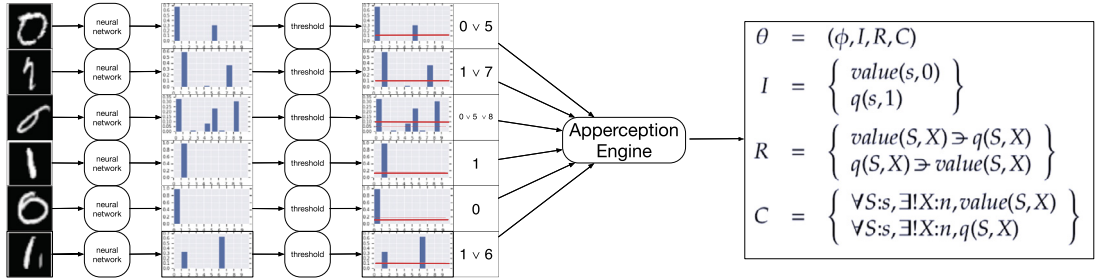 neural network threshold 0 ∨ 5
neural network threshold 1 ∨ 7
neural network threshold 0 ∨ 5 ∨ 8
neural network threshold 1
neural network threshold 0
neural network threshold 1 ∨ 6
Apperception
Engine
θ = (ϕ, I, R, C)
I = { value(s, 0)
q(s, 1) }
R = { value(S, X) ∋− q(S, X)
q(S, X) ∋− value(S, X) }
C = { ∀S:s, ∃!X:n, value(S, X)
∀S:s, ∃!X:n, q(S, X) }